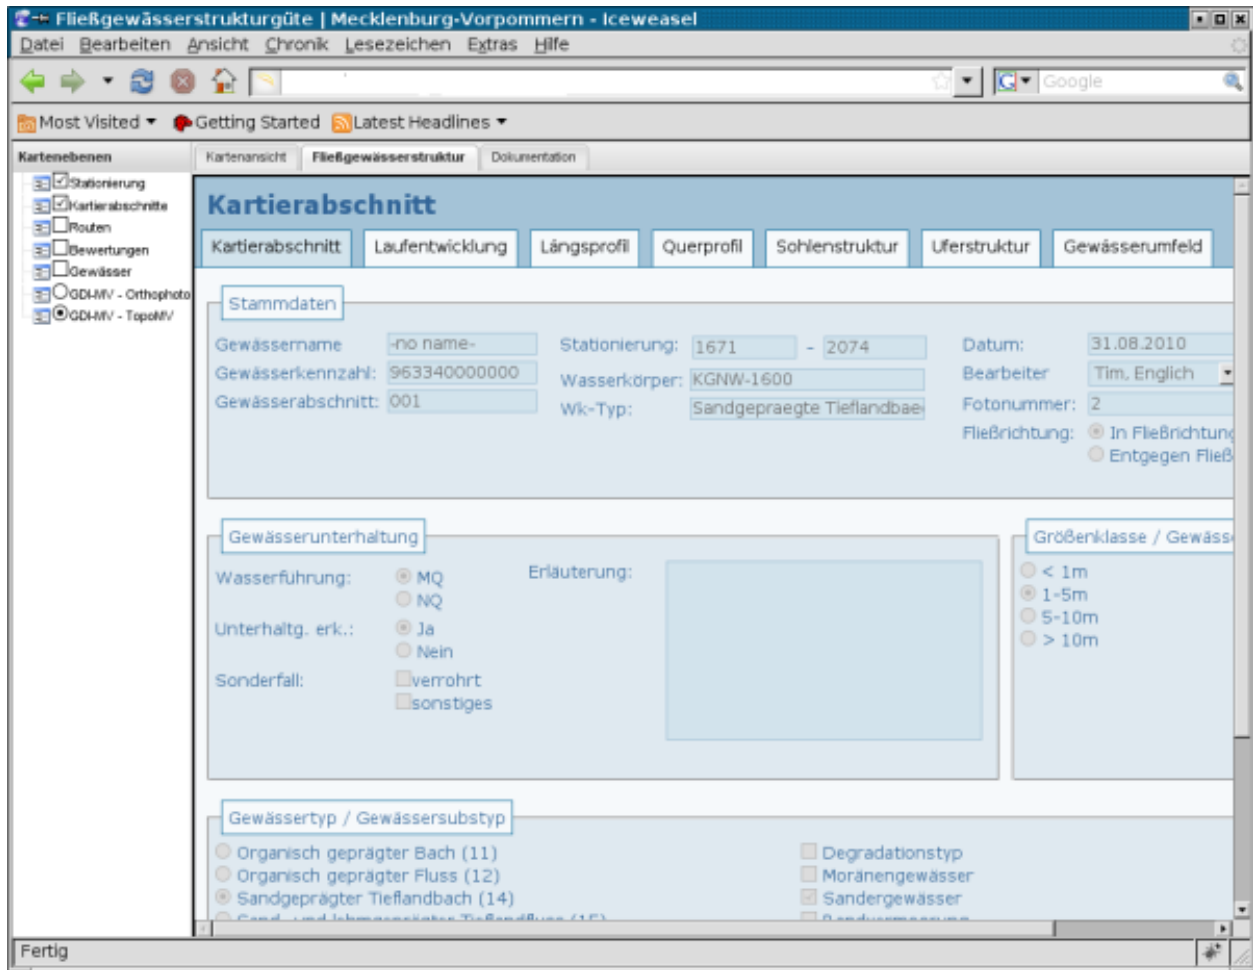 Fließgewässerstrukturgüte | Mecklenburg-Vorpommern - Iceweasel
Datei Bearbeiten Ansicht Chronik Lesezeichen Extras Hilfe
Google
Most Visited Getting Started Latest Headlines
Kartenebenen
Stationierung
Kartierabschnitte
Routen
Bewertungen
Gewässer
GDI-MV - Orthophoto
GDI-MV - TopoMV
Kartenansicht Fließgewässerstruktur Dokumentation
Kartierabschnitt
Kartierabschnitt Laufentwicklung Längsprofil Querprofil Sohlenstruktur Uferstruktur Gewässerumfeld
Stammdaten
Gewässername -no name- Stationierung: 1671 - 2074 Datum: 31.08.2010
Gewässerkennzahl: 963340000000 Wasserkörper: KGNW-1600 Bearbeiter Tim, Englich
Gewässerabschnitt: 001 Wk-Typ: Sandgepraegte Tieflandbae Fotonummer: 2
Fließrichtung: In Fließrichtung
Entgegen Fließ
Gewässerunterhaltung
Wasserführung: MQ
NQ
Unterhaltg. erk.: Ja
Nein
Sonderfall: verrohrt
sonstiges
Erläuterung:
Größenklasse / Gewäss
< 1m
1-5m
5-10m
> 10m
Gewässertyp / Gewässersubstyp
Organisch geprägter Bach (11)
Organisch geprägter Fluss (12)
Sandgeprägter Tieflandbach (14)
Degradationstyp
Moränengewässer
Sandergewässer
Fertig